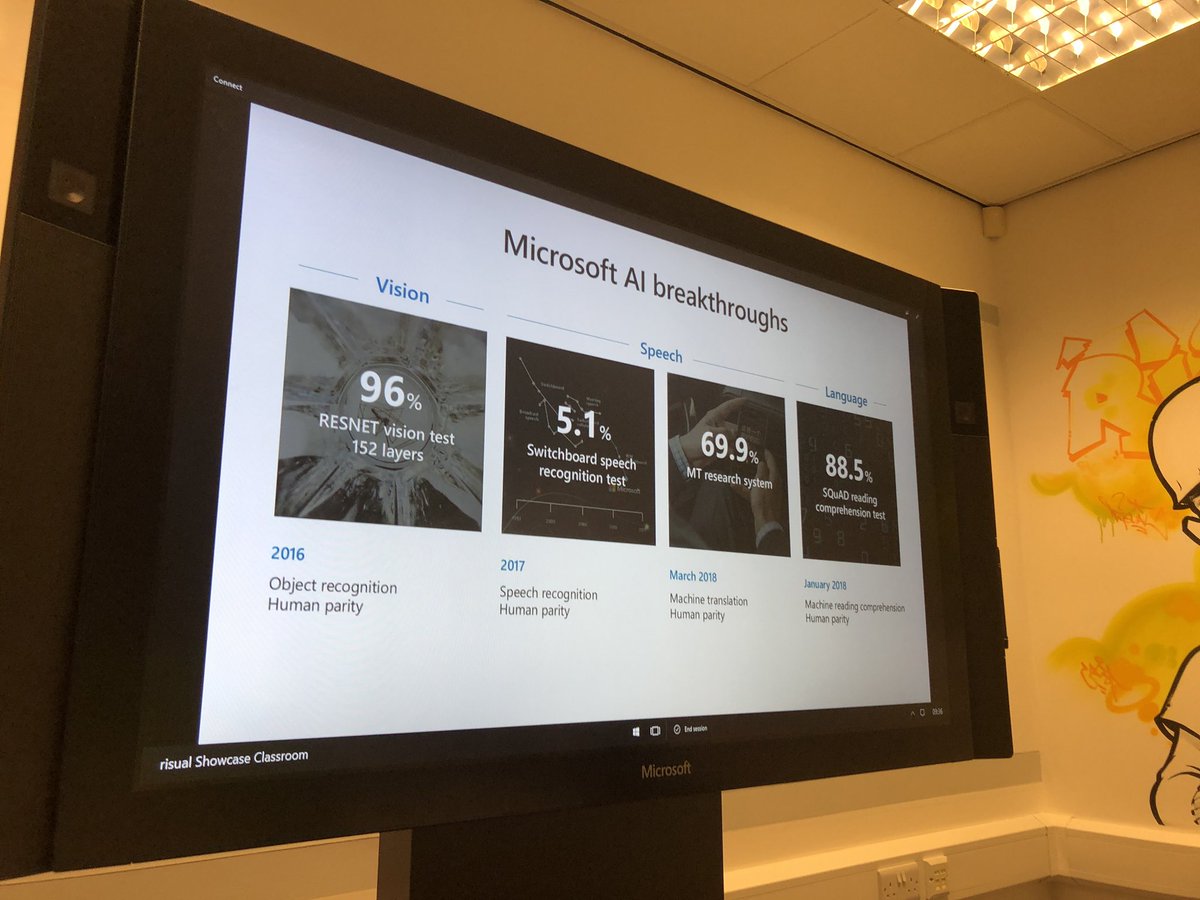 Connect
Microsoft AI breakthroughs
Vision
Speech
Language
96%
RESNET vision test
152 layers
5.1%
Switchboard speech
recognition test
69.9%
MT research system
88.5%
SQuAD reading
comprehension test
2016
Object recognition
Human parity
2017
Speech recognition
Human parity
March 2018
Machine translation
Human parity
January 2018
Machine reading comprehension
Human parity
End session
09:36
risual Showcase Classroom
Microsoft